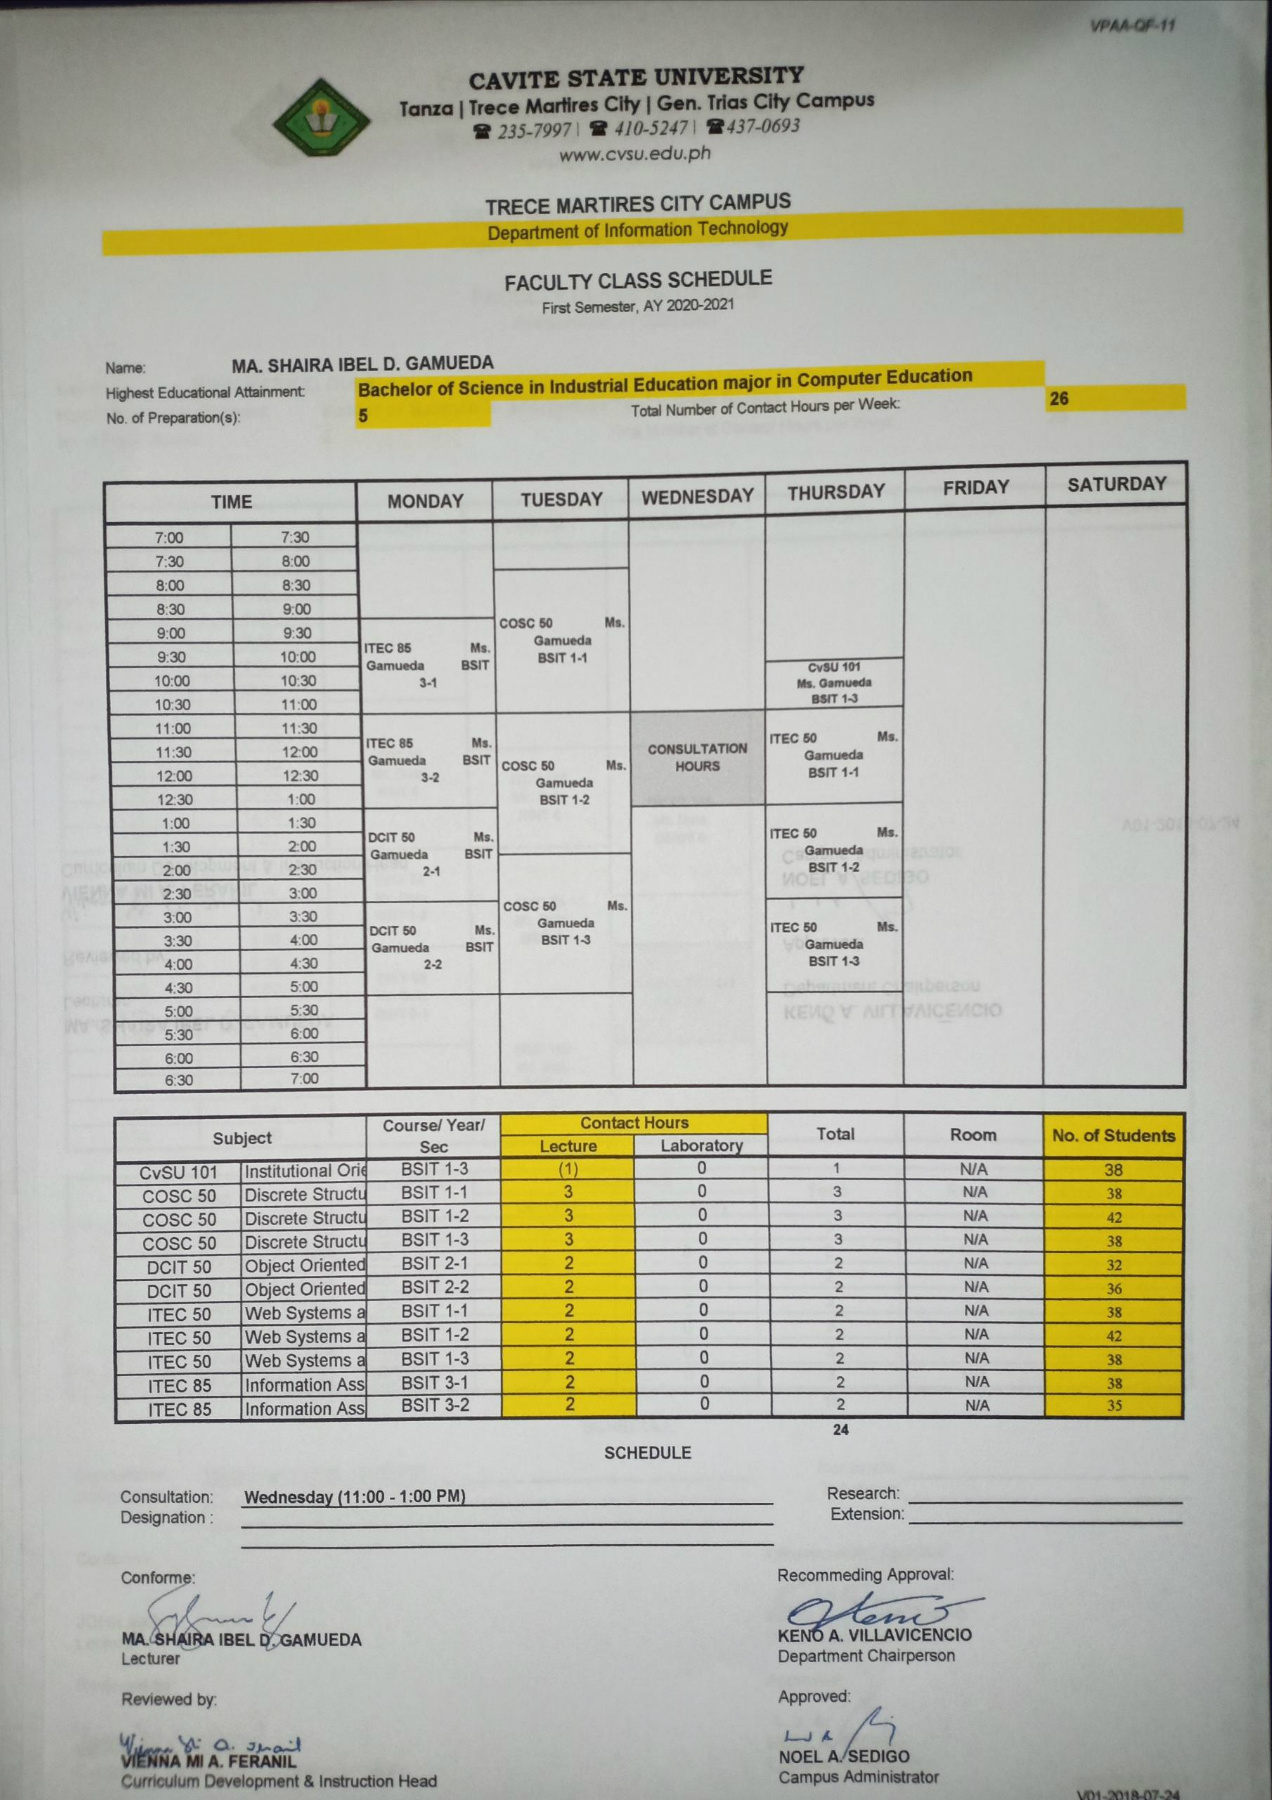 VPAA-QF-11
CAVITE STATE UNIVERSITY
Tanza | Trece Martires City | Gen. Trias City Campus
☎ 235-7997 | ☎ 410-5247 | ☎437-0693
www.cvsu.edu.ph
TRECE MARTIRES CITY CAMPUS
Department of Information Technology
FACULTY CLASS SCHEDULE
First Semester, AY 2020-2021
Name: MA. SHAIRA IBEL D. GAMUEDA
Highest Educational Attainment: Bachelor of Science in Industrial Education major in Computer Education
No. of Preparation(s): 5 Total Number of Contact Hours per Week: 26
TIME MONDAY TUESDAY WEDNESDAY THURSDAY FRIDAY SATURDAY
7:00 7:30
7:30 8:00
8:00 8:30
8:30 9:00
9:00 9:30
9:30 10:00
10:00 10:30
10:30 11:00
11:00 11:30
11:30 12:00
12:00 12:30
12:30 1:00
1:00 1:30
1:30 2:00
2:00 2:30
2:30 3:00
3:00 3:30
3:30 4:00
4:00 4:30
4:30 5:00
5:00 5:30
5:30 6:00
6:00 6:30
6:30 7:00
ITEC 85 Ms.
Gamueda BSIT
3-1
ITEC 85 Ms.
Gamueda BSIT
3-2
DCIT 50 Ms.
Gamueda BSIT
2-1
DCIT 50 Ms.
Gamueda BSIT
2-2
COSC 50 Ms.
Gamueda
BSIT 1-1
COSC 50 Ms.
Gamueda
BSIT 1-2
COSC 50 Ms.
Gamueda
BSIT 1-3
CONSULTATION
HOURS
CvSU 101
Ms. Gamueda
BSIT 1-3
ITEC 50 Ms.
Gamueda
BSIT 1-1
ITEC 50 Ms.
Gamueda
BSIT 1-2
ITEC 50 Ms.
Gamueda
BSIT 1-3
Subject Course/ Year/ Sec Contact Hours Total Room No. of Students
Lecture Laboratory
CvSU 101 Institutional Orie BSIT 1-3 (1) 0 1 N/A 38
COSC 50 Discrete Structu BSIT 1-1 3 0 3 N/A 38
COSC 50 Discrete Structu BSIT 1-2 3 0 3 N/A 42
COSC 50 Discrete Structu BSIT 1-3 3 0 3 N/A 38
DCIT 50 Object Oriented BSIT 2-1 2 0 2 N/A 32
DCIT 50 Object Oriented BSIT 2-2 2 0 2 N/A 36
ITEC 50 Web Systems a BSIT 1-1 2 0 2 N/A 38
ITEC 50 Web Systems a BSIT 1-2 2 0 2 N/A 42
ITEC 50 Web Systems a BSIT 1-3 2 0 2 N/A 38
ITEC 85 Information Ass BSIT 3-1 2 0 2 N/A 38
ITEC 85 Information Ass BSIT 3-2 2 0 2 N/A 35
24
SCHEDULE
Consultation: Wednesday (11:00 - 1:00 PM) Research:
Designation : Extension:
Conforme: Recommeding Approval:
MA. SHAIRA IBEL D. GAMUEDA KENO A. VILLAVICENCIO
Lecturer Department Chairperson
Reviewed by: Approved:
VIENNA MI A. FERANIL NOEL A. SEDIGO
Curriculum Development & Instruction Head Campus Administrator
V01-2018-07-24